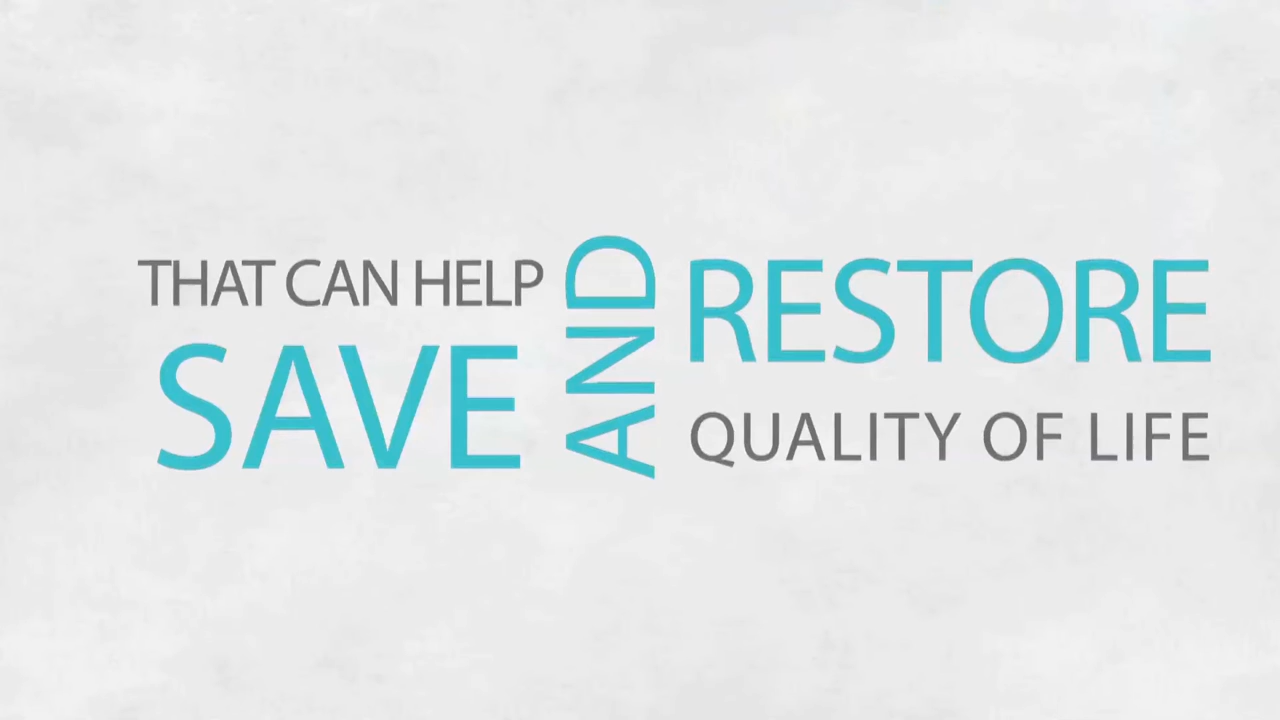 THAT CAN HELP
SAVE
AND
RESTORE
QUALITY OF LIFE